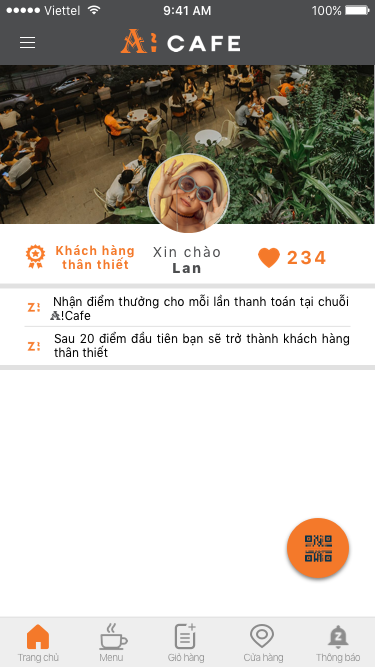 Viettel 9:41 AM 100%
A! CAFE
Khách hàng
thân thiết
Xin chào
Lan
234
Z! Nhận điểm thưởng cho mỗi lần thanh toán tại chuỗi
A!Cafe
Z! Sau 20 điểm đầu tiên bạn sẽ trở thành khách hàng
thân thiết
Trang chủ Menu Giỏ hàng Cửa hàng Thông báo